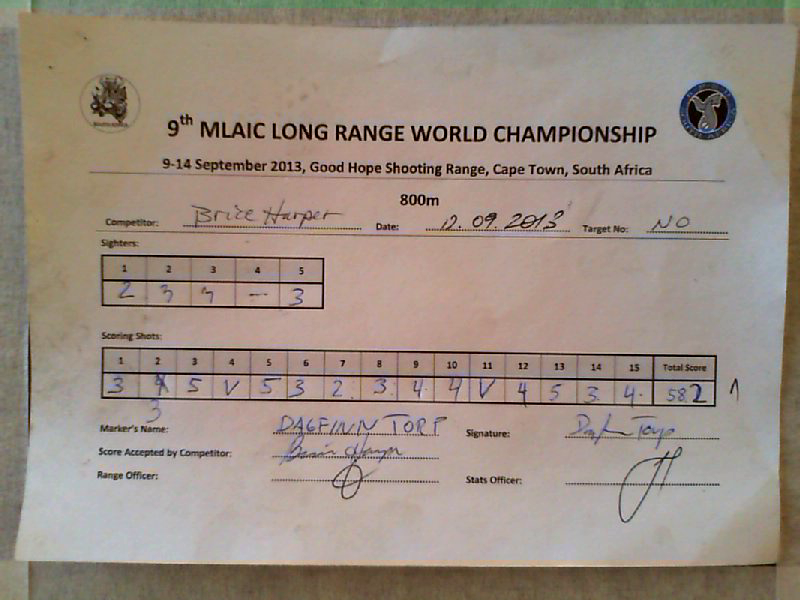 9th MLAIC LONG RANGE WORLD CHAMPIONSHIP
9-14 September 2013, Good Hope Shooting Range, Cape Town, South Africa
800m
Competitor: Brice Harper Date: 12.09.2013 Target No: NO
Sighters:
1 2 3 4 5
2 3 3 - 3
Scoring Shots:
1 2 3 4 5 6 7 8 9 10 11 12 13 14 15 Total Score
3 5 V 5 3 2 3 4 4 V 4 5 3 4 582
3
Marker's Name: DAGFINN TORP Signature:
Score Accepted by Competitor:
Range Officer: Stats Officer: